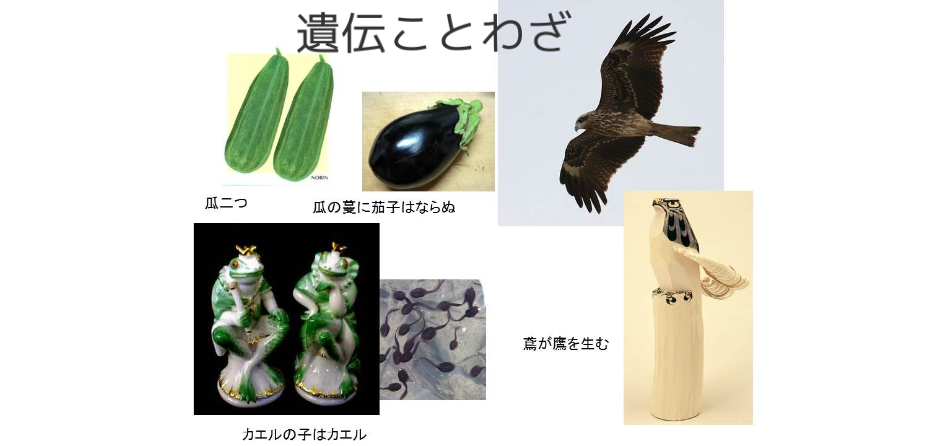 遺伝ことわざ
瓜二つ
瓜の蔓に茄子はならぬ
鳶が鷹を生む
カエルの子はカエル